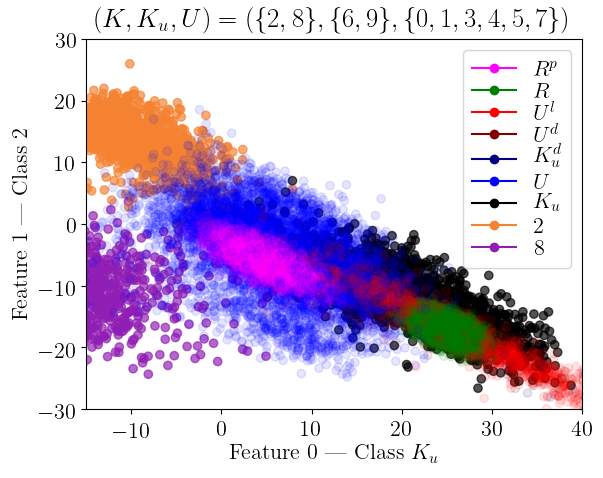 (K, K_u, U) = ({2, 8}, {6, 9}, {0, 1, 3, 4, 5, 7})
30
20
10
0
−10
−20
−30
Feature 1 — Class 2
R^p
R
U^l
U^d
K_u^d
U
K_u
2
8
−10
0
10
20
30
40
Feature 0 — Class K_u